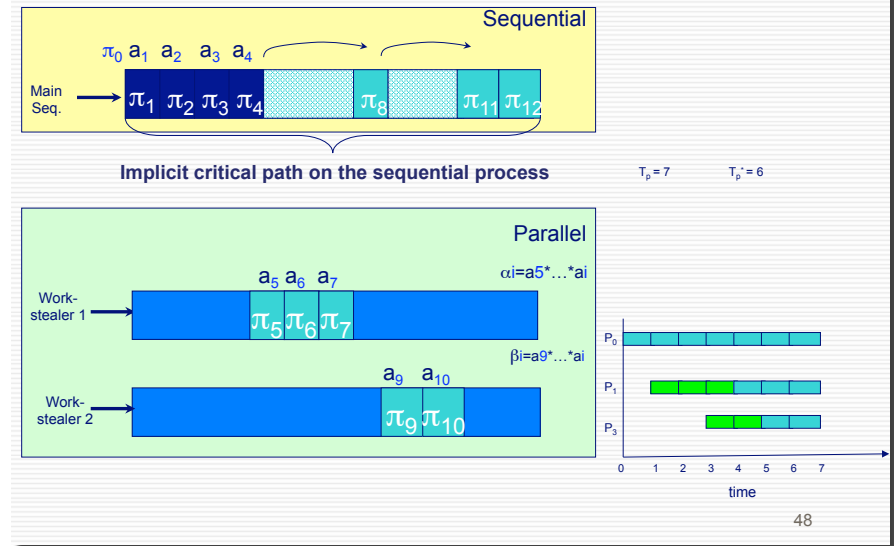 Sequential
π0 a1 a2 a3 a4
Main
Seq.
π1 π2 π3 π4 π8 π11 π12
Implicit critical path on the sequential process
Tp = 7 Tp* = 6
Parallel
a5 a6 a7
αi=a5*…*ai
Work-
stealer 1
π5 π6 π7
βi=a9*…*ai
a9 a10
Work-
stealer 2
π9 π10
P0
P1
P3
0 1 2 3 4 5 6 7
time
48